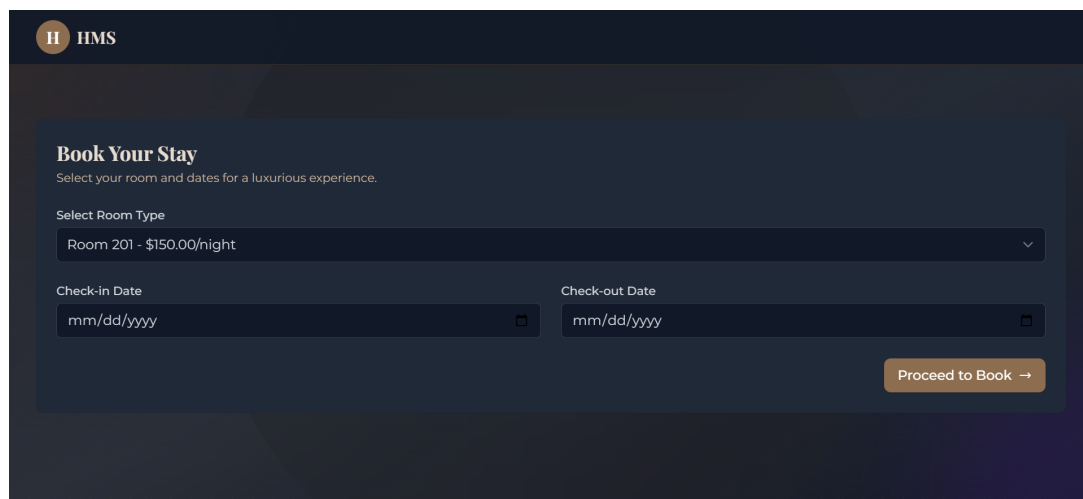 H HMS
Book Your Stay
Select your room and dates for a luxurious experience.
Select Room Type
Room 201 - $150.00/night
Check-in Date
Check-out Date
mm/dd/yyyy
mm/dd/yyyy
Proceed to Book →